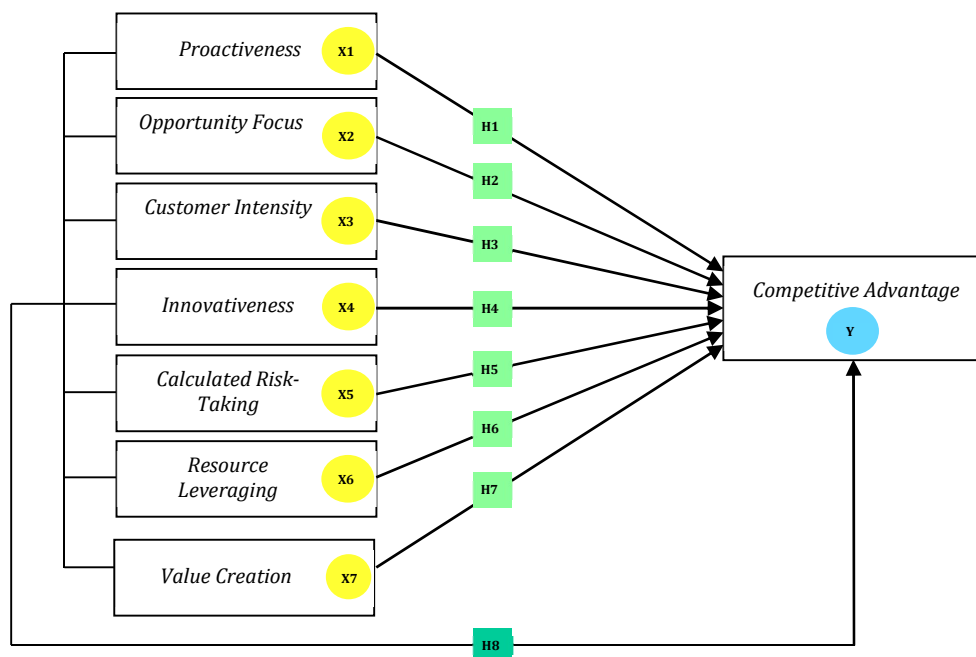 Proactiveness
X1
H1
Opportunity Focus
X2
H2
Customer Intensity
X3
H3
Innovativeness
X4
H4
Competitive Advantage
Y
Calculated Risk-
Taking
X5
H5
Resource
Leveraging
X6
H6
Value Creation
X7
H7
H8